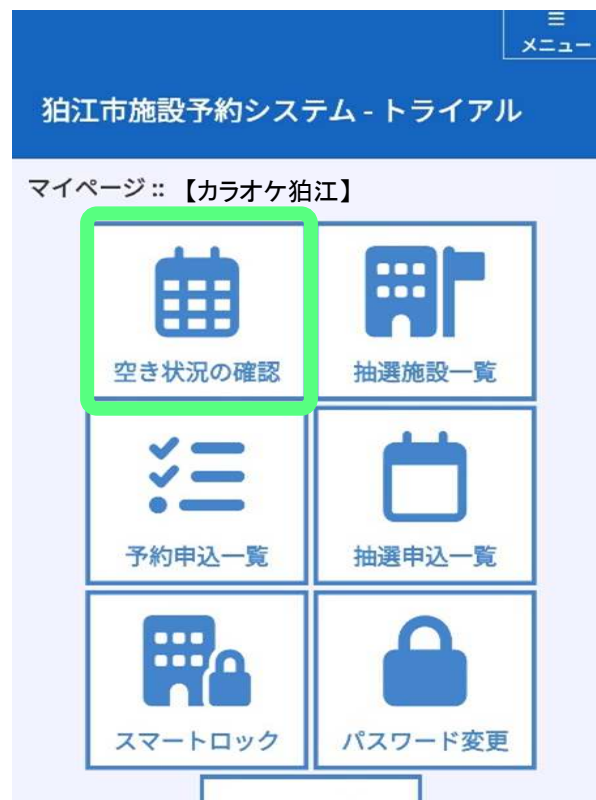 ≡
メニュー
狛江市施設予約システム - トライアル
マイページ :: 【カラオケ狛江】
空き状況の確認
抽選施設一覧
予約申込一覧
抽選申込一覧
スマートロック
パスワード変更